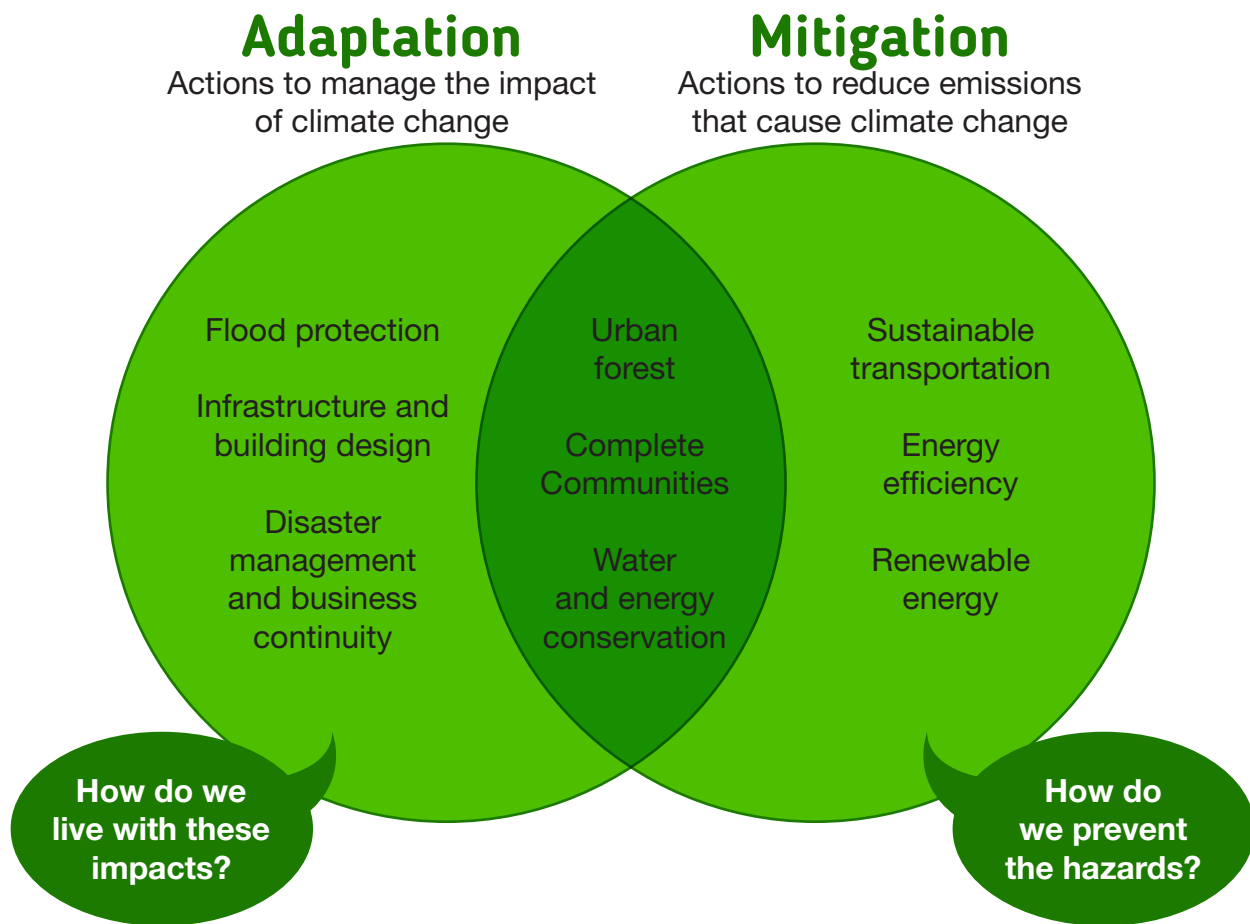 Adaptation
Actions to manage the impact
of climate change
Mitigation
Actions to reduce emissions
that cause climate change
Flood protection
Infrastructure and
building design
Disaster
management
and business
continuity
Urban
forest
Complete
Communities
Water
and energy
conservation
Sustainable
transportation
Energy
efficiency
Renewable
energy
How do we
live with these
impacts?
How do
we prevent
the hazards?